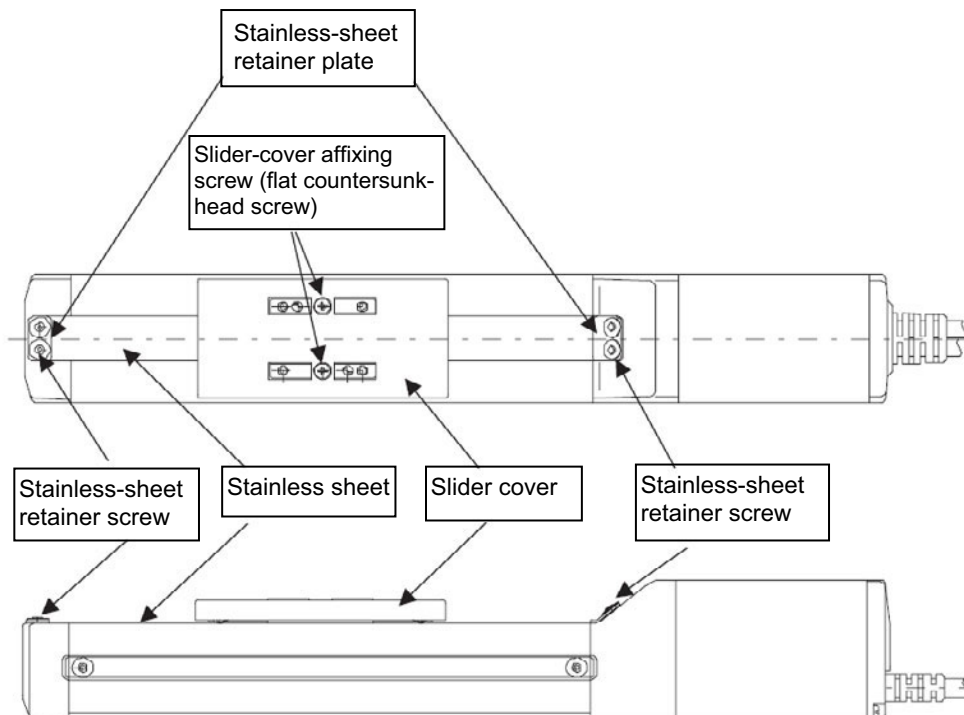 Stainless-sheet
retainer plate
Slider-cover affixing
screw (flat countersunk-
head screw)
Stainless-sheet
retainer screw
Stainless sheet
Slider cover
Stainless-sheet
retainer screw